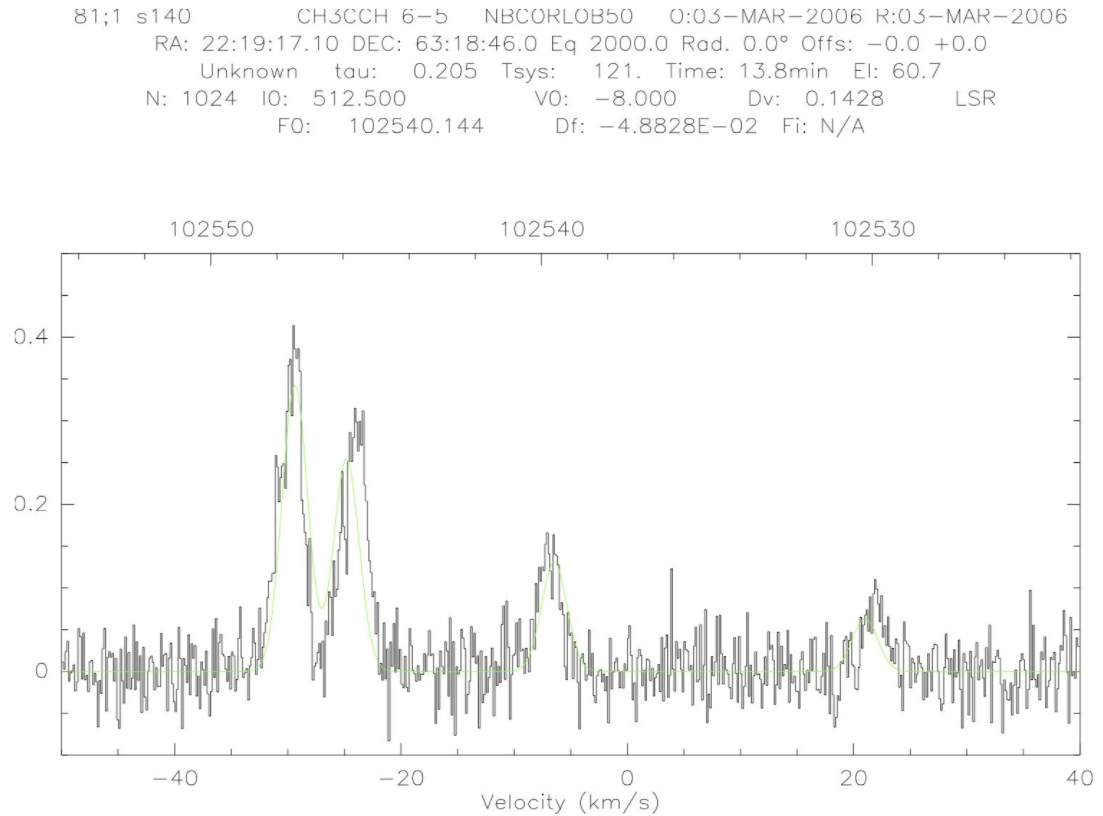 81;1 s140 CH3CCH 6-5 NBCORLOB50 O:03-MAR-2006 R:03-MAR-2006
RA: 22:19:17.10 DEC: 63:18:46.0 Eq 2000.0 Rad. 0.0° Offs: -0.0 +0.0
Unknown tau: 0.205 Tsys: 121. Time: 13.8min El: 60.7
N: 1024 I0: 512.500 V0: -8.000 Dv: 0.1428 LSR
F0: 102540.144 Df: -4.8828E-02 Fi: N/A
102550 102540 102530
0.4
0.2
0
-40 -20 0 20 40
Velocity (km/s)